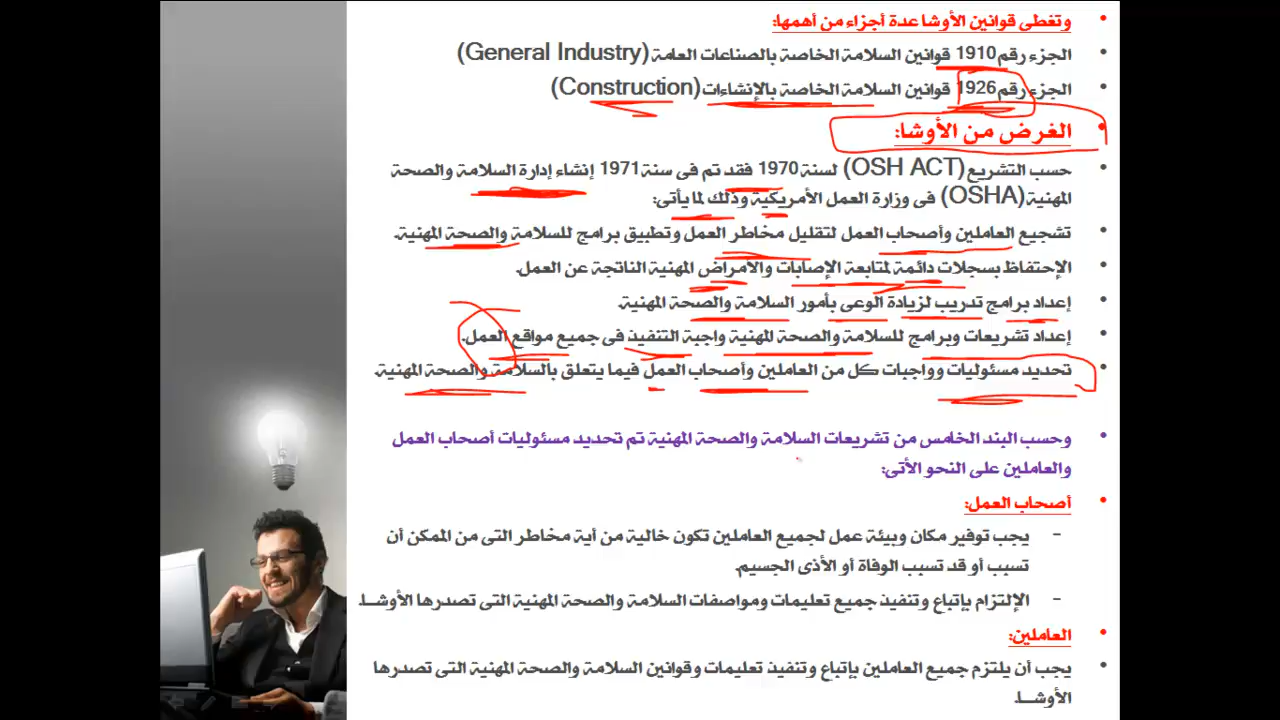 • وتغطى قوانين الأوشا عدة أجزاء من أهمها:
• الجزء رقم 1910 قوانين السلامة الخاصة بالصناعات العامة (General Industry)
• الجزء رقم 1926 قوانين السلامة الخاصة بالإنشاءات (Construction)
• الغرض من الأوشا:
• حسب التشريع (OSH ACT) لسنة 1970 فقد تم فى سنة 1971 إنشاء إدارة السلامة والصحة
المهنية (OSHA) فى وزارة العمل الأمريكية وذلك لما يأتى:
• تشجيع العاملين وأصحاب العمل لتقليل مخاطر العمل وتطبيق برامج للسلامة والصحة المهنية.
• الإحتفاظ بسجلات دائمة لمتابعة الإصابات والامراض المهنية الناتجة عن العمل.
• إعداد برامج تدريب لزيادة الوعى بأمور السلامة والصحة المهنية.
• إعداد تشريعات وبرامج للسلامة والصحة المهنية واجبة التنفيذ فى جميع مواقع العمل.
• تحديد مسئوليات وواجبات كل من العاملين وأصحاب العمل فيما يتعلق بالسلامة والصحة المهنية.
• وحسب البند الخامس من تشريعات السلامة والصحة المهنية تم تحديد مسئوليات أصحاب العمل
والعاملين على النحو الأتى:
• أصحاب العمل:
- يجب توفير مكان وبيئة عمل لجميع العاملين تكون خالية من أية مخاطر التى من الممكن أن
تسبب أو قد تسبب الوفاة أو الأذى الجسيم.
- الإلتزام بإتباع وتنفيذ جميع تعليمات ومواصفات السلامة والصحة المهنية التى تصدرها الأوشا.
• العاملين:
• يجب أن يلتزم جميع العاملين بإتباع وتنفيذ تعليمات وقوانين السلامة والصحة المهنية التى تصدرها
الأوشا.